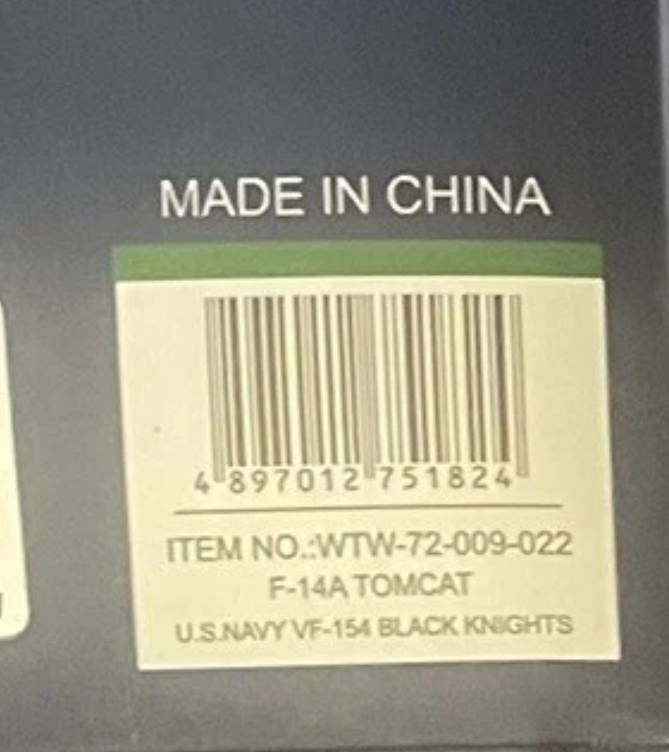 MADE IN CHINA
4 897012 751824
ITEM NO.:WTW-72-009-022
F-14A TOMCAT
U.S.NAVY VF-154 BLACK KNIGHTS